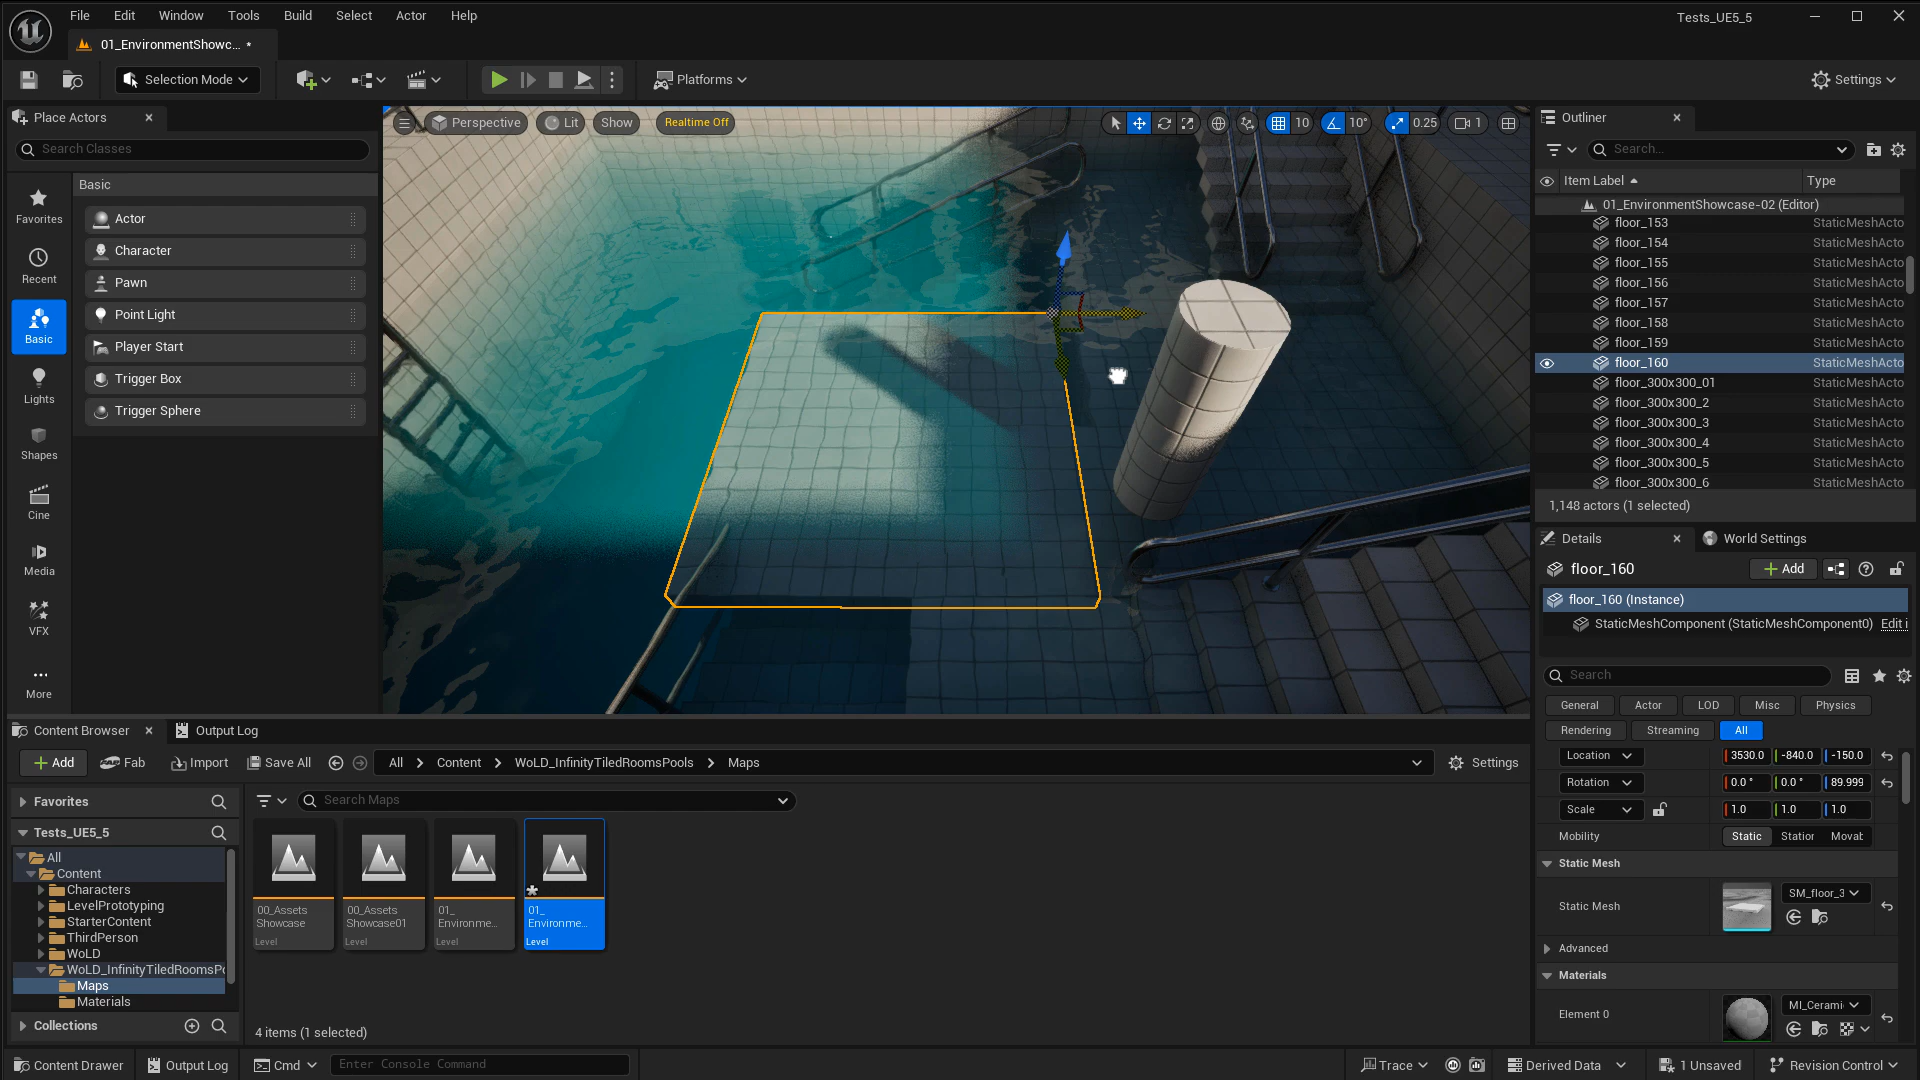 File Edit Window Tools Build Select Actor Help
Tests_UE5_5
01_EnvironmentShowc... *
Selection Mode
Platforms
Settings
Place Actors
Search Classes
Favorites
Recent
Basic
Lights
Shapes
Cine
Media
VFX
More
Basic
Actor
Character
Pawn
Point Light
Player Start
Trigger Box
Trigger Sphere
Perspective Lit Show Realtime Off
10 10° 0.25 1
Outliner
Search...
Item Label Type
01_EnvironmentShowcase-02 (Editor)
floor_153 StaticMeshActo
floor_154 StaticMeshActo
floor_155 StaticMeshActo
floor_156 StaticMeshActo
floor_157 StaticMeshActo
floor_158 StaticMeshActo
floor_159 StaticMeshActo
floor_160 StaticMeshActo
floor_300x300_01 StaticMeshActo
floor_300x300_2 StaticMeshActo
floor_300x300_3 StaticMeshActo
floor_300x300_4 StaticMeshActo
floor_300x300_5 StaticMeshActo
floor_300x300_6 StaticMeshActo
1,148 actors (1 selected)
Details World Settings
floor_160 Add
floor_160 (Instance)
StaticMeshComponent (StaticMeshComponent0) Edit i
Search
General Actor LOD Misc Physics
Rendering Streaming All
Location 3530.0 -840.0 -150.0
Rotation 0.0 ° 0.0 ° 89.999
Scale 1.0 1.0 1.0
Mobility Static Station Movab
Static Mesh
Static Mesh SM_floor_3
Advanced
Materials
Element 0 MI_Cerami
Content Browser Output Log
Add Fab Import Save All All Content WoLD_InfinityTiledRoomsPools Maps Settings
Favorites
Tests_UE5_5
All
Content
Characters
LevelPrototyping
StarterContent
ThirdPerson
WoLD
WoLD_InfinityTiledRoomsPo
Maps
Materials
Collections
Search Maps
00_Assets
Showcase
Level
00_Assets
Showcase01
Level
01_
Environme...
Level
01_
Environme...
Level
4 items (1 selected)
Content Drawer Output Log Cmd Enter Console Command Trace Derived Data 1 Unsaved Revision Control